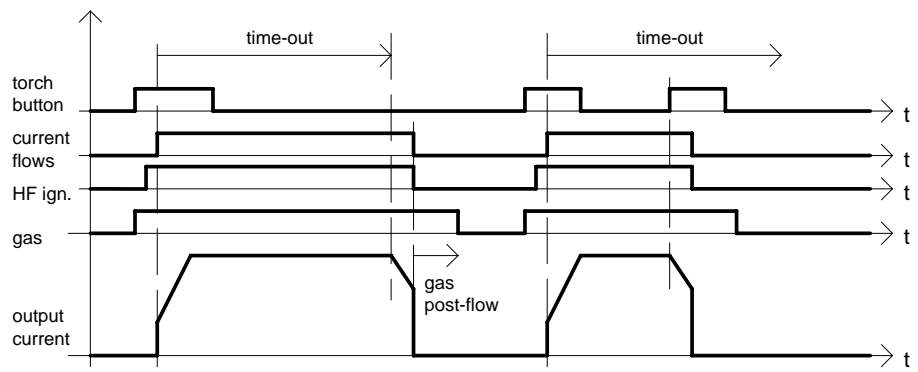 time-out
time-out
torch
button
t
current
flows
t
HF ign.
t
gas
t
gas
post-flow
output
current
t